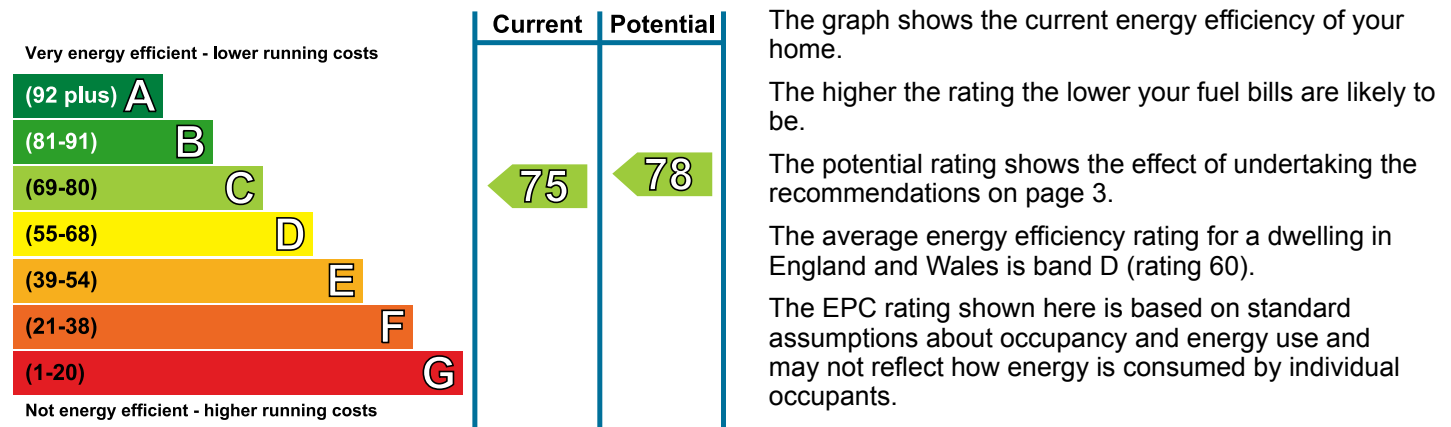 Current Potential
Very energy efficient - lower running costs
(92 plus) A
(81-91) B
(69-80) C
(55-68) D
(39-54) E
(21-38) F
(1-20) G
Not energy efficient - higher running costs
75
78
The graph shows the current energy efficiency of your
home.
The higher the rating the lower your fuel bills are likely to
be.
The potential rating shows the effect of undertaking the
recommendations on page 3.
The average energy efficiency rating for a dwelling in
England and Wales is band D (rating 60).
The EPC rating shown here is based on standard
assumptions about occupancy and energy use and
may not reflect how energy is consumed by individual
occupants.